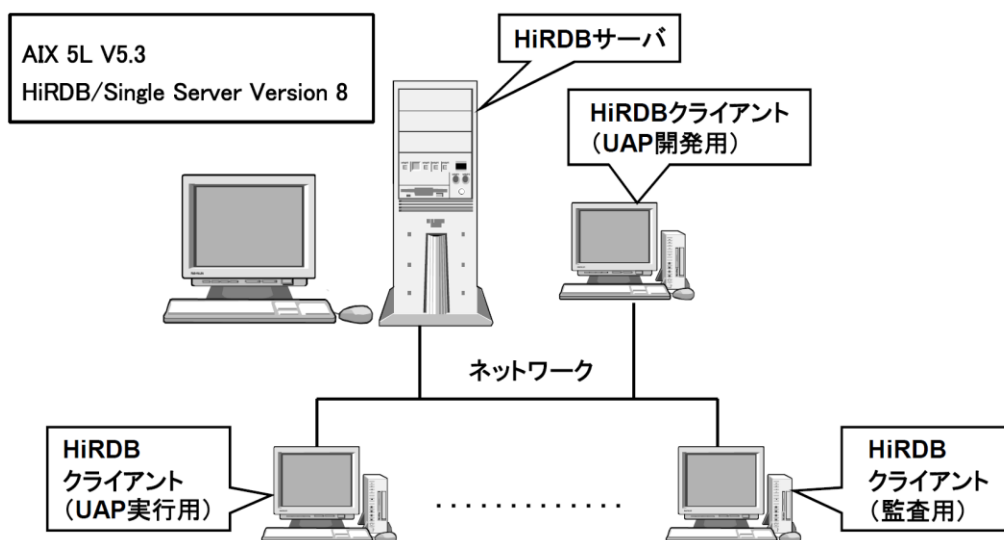 AIX 5L V5.3
HiRDB/Single Server Version 8
HiRDBサーバ
HiRDBクライアント
（UAP開発用）
ネットワーク
HiRDB
クライアント
（UAP実行用）
・・・・・・・・・・・・
HiRDB
クライアント
（監査用）